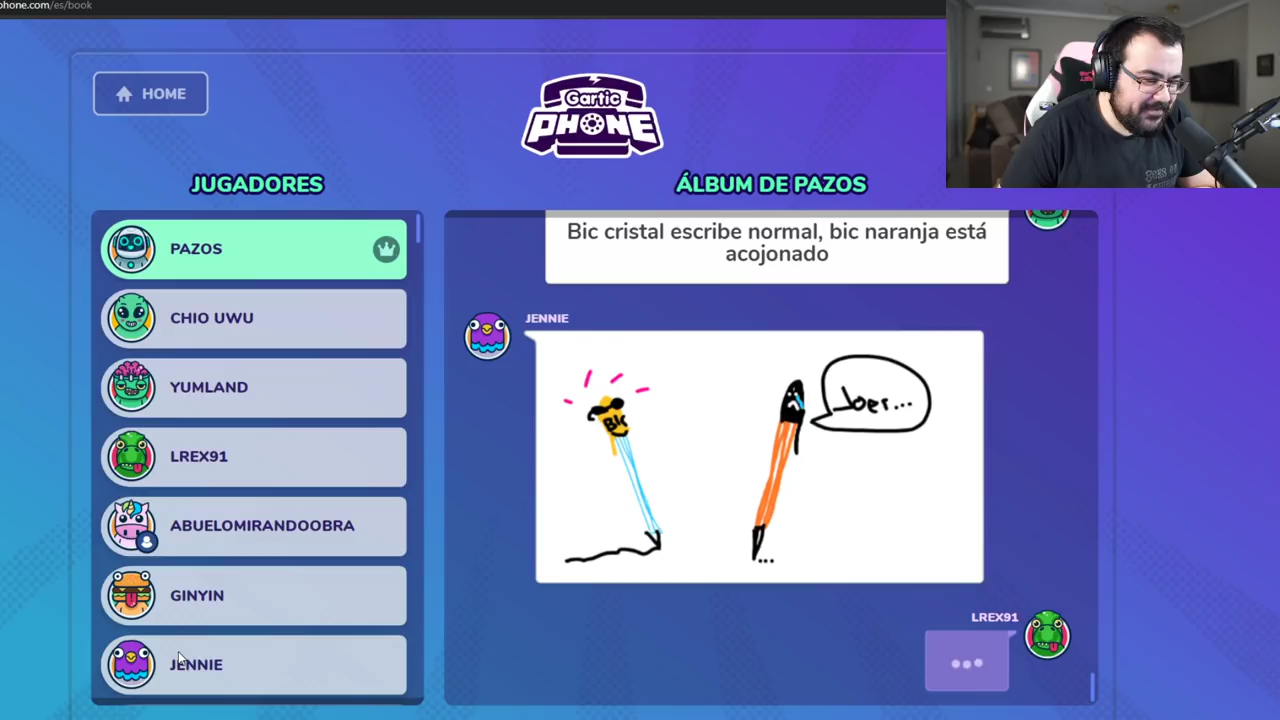 phone.com/es/book
HOME
Gartic
PHONE
JUGADORES
ÁLBUM DE PAZOS
PAZOS
CHIO UWU
YUMLAND
LREX91
ABUELOMIRANDOOBRA
GINYIN
JENNIE
Bic cristal escribe normal, bic naranja está
acojonado
JENNIE
BIC
Joer...
...
LREX91